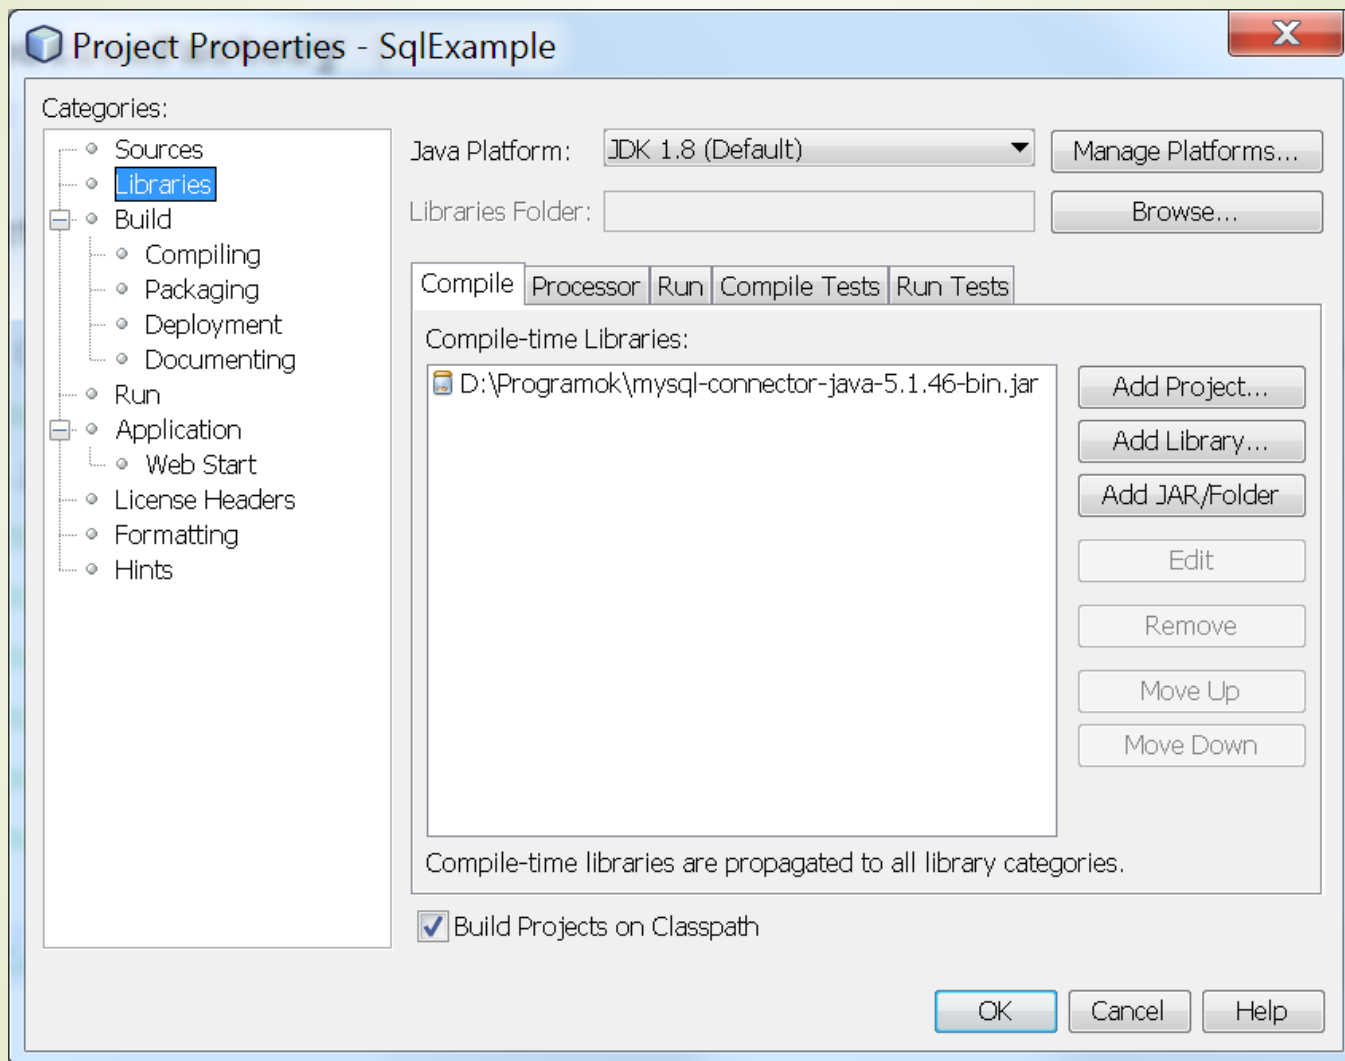 Project Properties - SqlExample
Categories:
Sources
Libraries
Build
Compiling
Packaging
Deployment
Documenting
Run
Application
Web Start
License Headers
Formatting
Hints
Java Platform: JDK 1.8 (Default) Manage Platforms...
Libraries Folder: Browse...
Compile Processor Run Compile Tests Run Tests
Compile-time Libraries:
D:\Programok\mysql-connector-java-5.1.46-bin.jar
Add Project...
Add Library...
Add JAR/Folder
Edit
Remove
Move Up
Move Down
Compile-time libraries are propagated to all library categories.
Build Projects on Classpath
OK Cancel Help